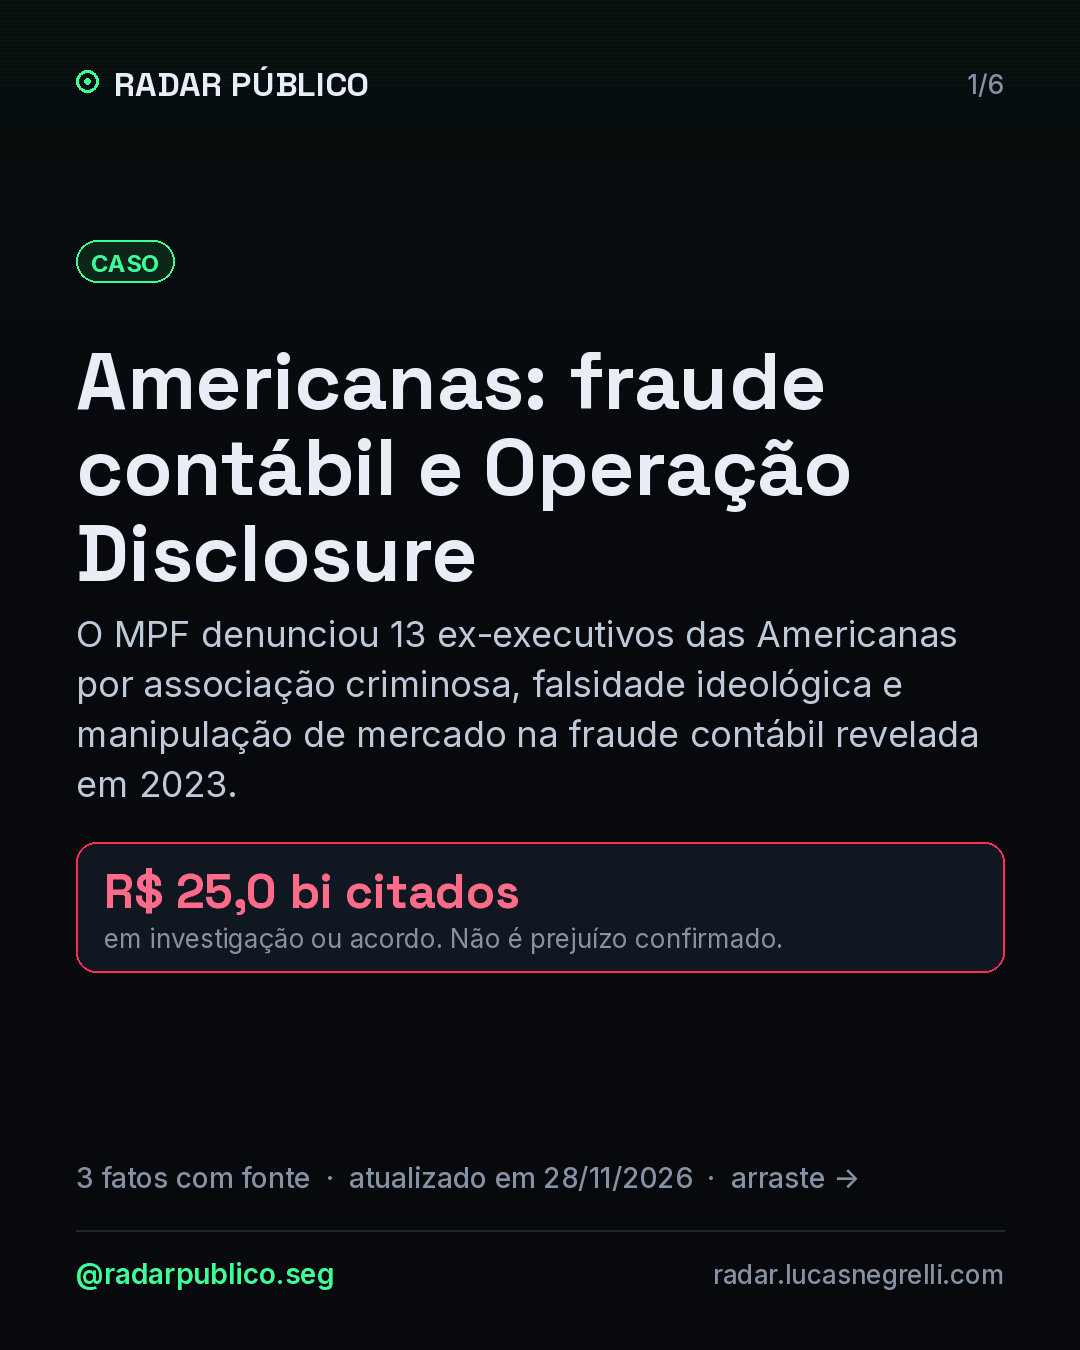 RADAR PÚBLICO
1/6
CASO
Americanas: fraude
contábil e Operação
Disclosure
O MPF denunciou 13 ex-executivos das Americanas
por associação criminosa, falsidade ideológica e
manipulação de mercado na fraude contábil revelada
em 2023.
R$ 25,0 bi citados
em investigação ou acordo. Não é prejuízo confirmado.
3 fatos com fonte · atualizado em 28/11/2026 · arraste →
@radarpublico.seg
radar.lucasnegrelli.com